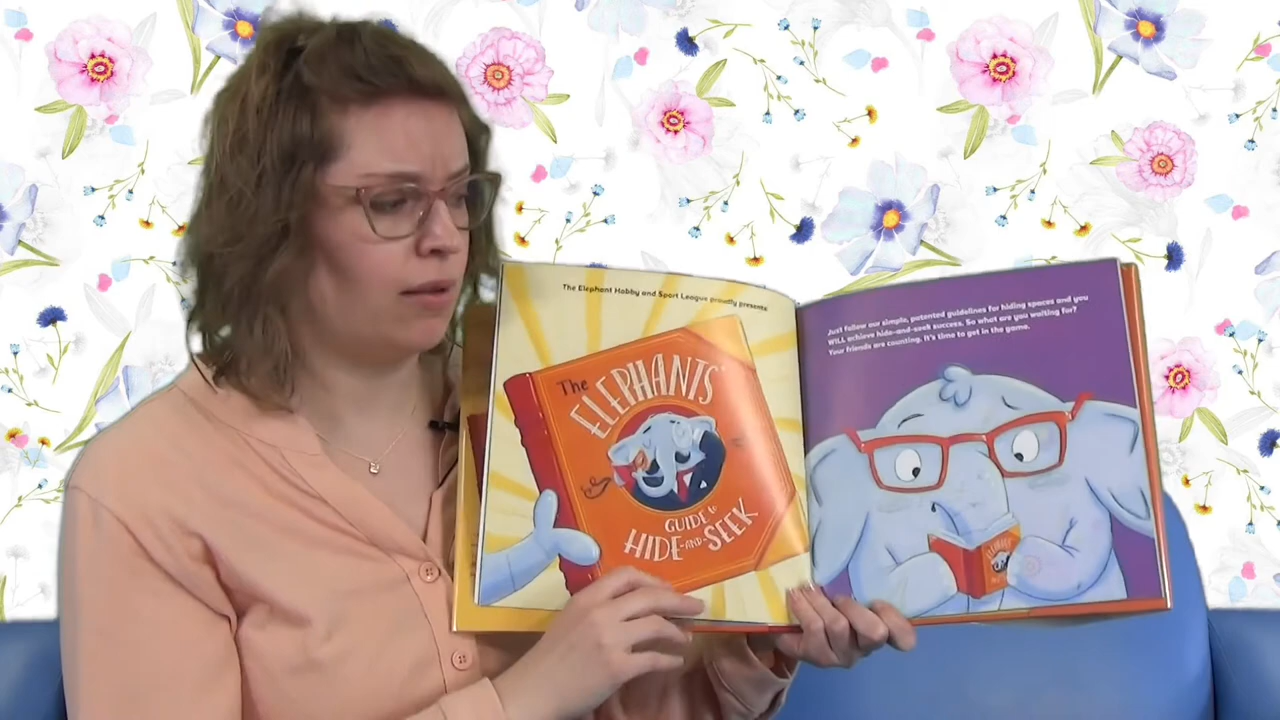 The Elephant Hobby and Sport League proudly presents
The
ELEPHANTS'
GUIDE to
HIDE-AND-SEEK
Just follow our simple, patented guidelines for hiding spaces and you
WILL achieve hide-and-seek success. So what are you waiting for?
Your friends are counting. It's time to get in the game.